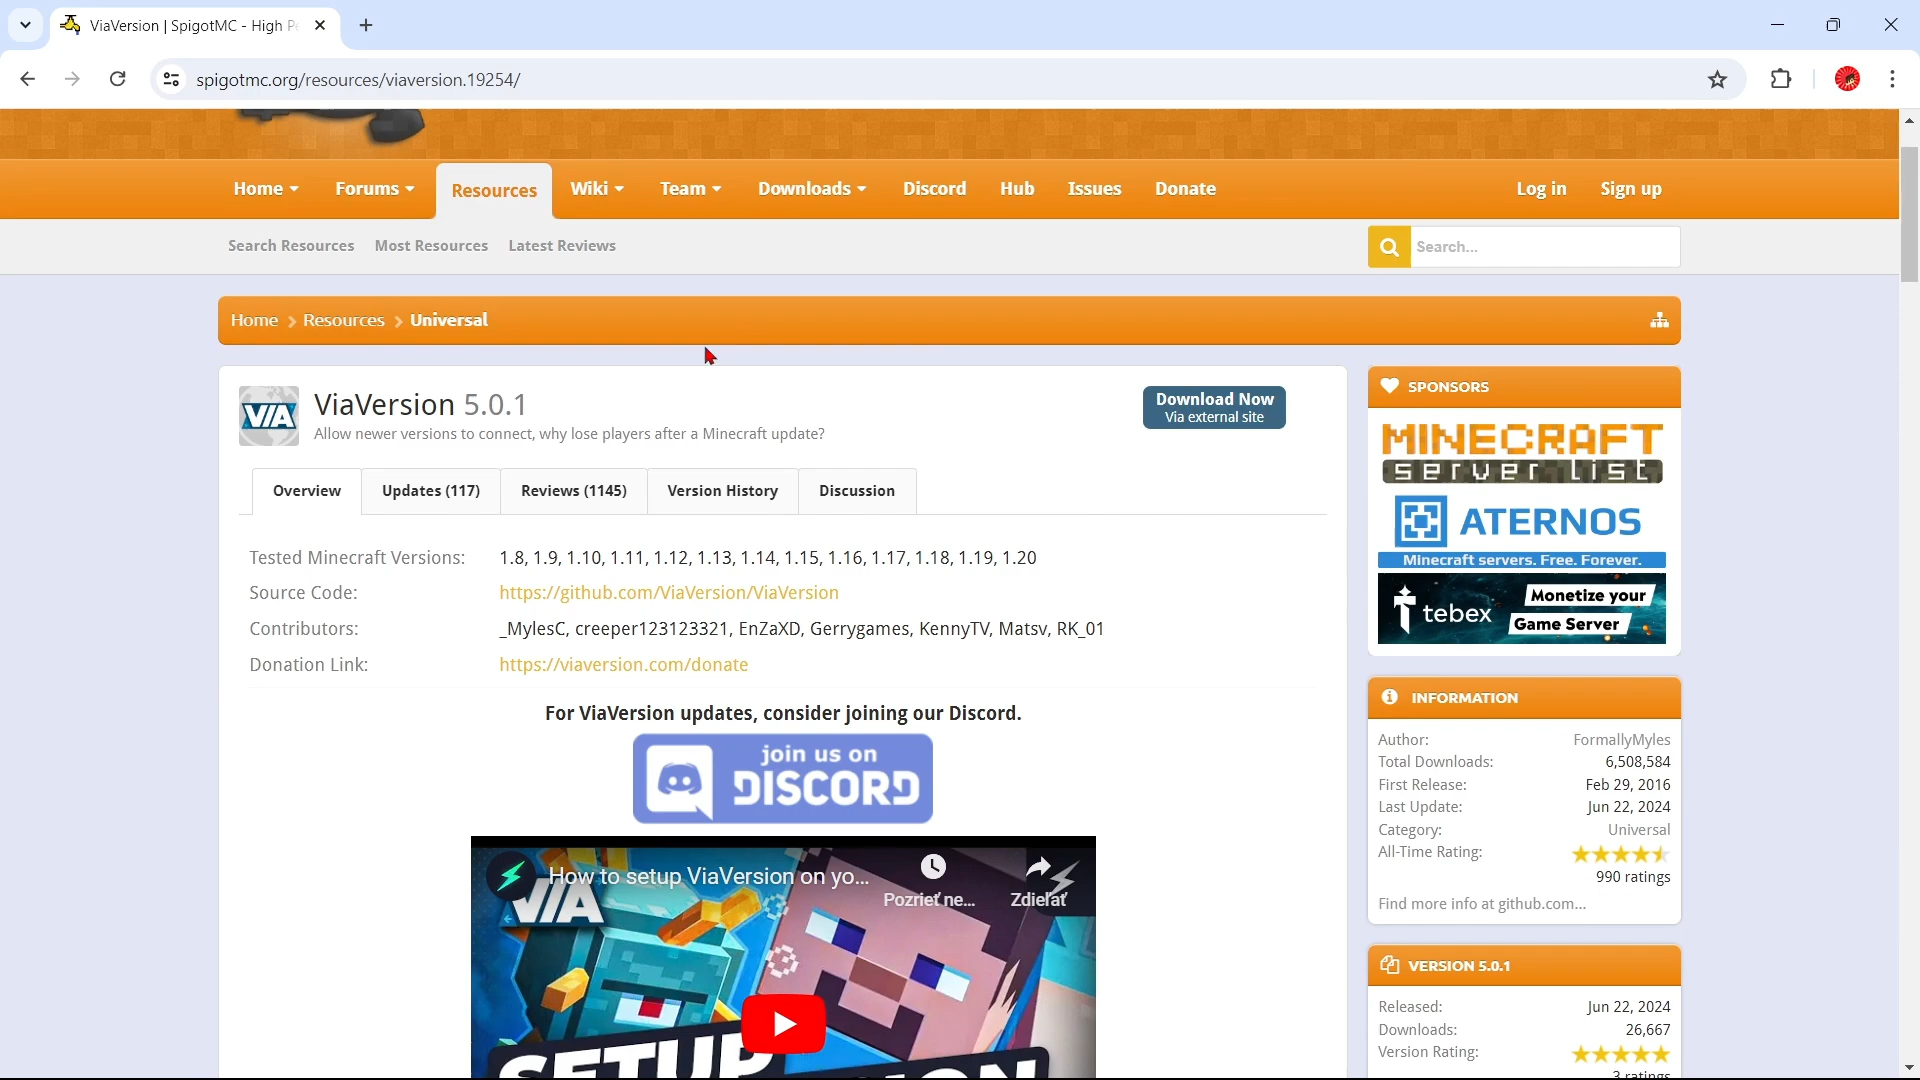 ViaVersion | SpigotMC - High P
spigotmc.org/resources/viaversion.19254/
Home
Forums
Resources
Wiki
Team
Downloads
Discord
Hub
Issues
Donate
Log in
Sign up
Search Resources
Most Resources
Latest Reviews
Search...
Home
Resources
Universal
VIA
ViaVersion 5.0.1
Allow newer versions to connect, why lose players after a Minecraft update?
Download Now
Via external site
Overview
Updates (117)
Reviews (1145)
Version History
Discussion
Tested Minecraft Versions: 1.8, 1.9, 1.10, 1.11, 1.12, 1.13, 1.14, 1.15, 1.16, 1.17, 1.18, 1.19, 1.20
Source Code: https://github.com/ViaVersion/ViaVersion
Contributors: _MylesC, creeper123123321, EnZaXD, Gerrygames, KennyTV, Matsv, RK_01
Donation Link: https://viaversion.com/donate
For ViaVersion updates, consider joining our Discord.
join us on
DISCORD
How to setup ViaVersion on yo...
Pozrieť ne...
Zdieľať
VIA
SETUP
SPONSORS
MINECRAFT
server list
ATERNOS
Minecraft servers. Free. Forever.
tebex
Monetize your
Game Server
INFORMATION
Author: FormallyMyles
Total Downloads: 6,508,584
First Release: Feb 29, 2016
Last Update: Jun 22, 2024
Category: Universal
All-Time Rating:
990 ratings
Find more info at github.com...
VERSION 5.0.1
Released: Jun 22, 2024
Downloads: 26,667
Version Rating:
3 ratings